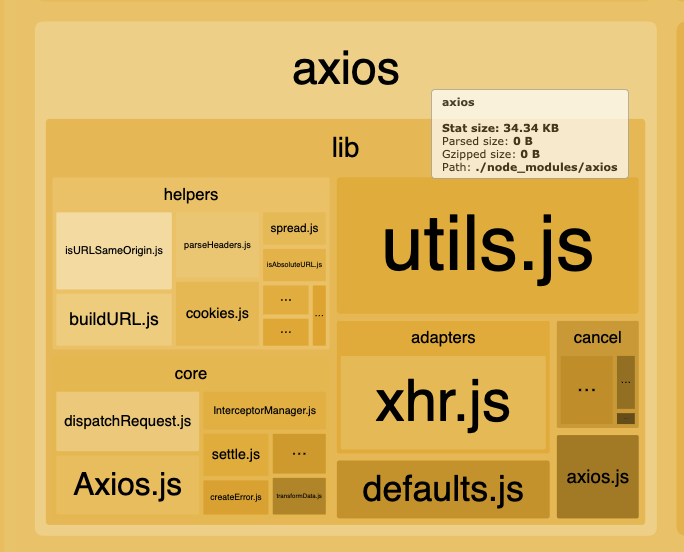 axios
axios
Stat size: 34.34 KB
Parsed size: 0 B
Gzipped size: 0 B
Path: ./node_modules/axios
lib
helpers
isURLSameOrigin.js
parseHeaders.js
spread.js
isAbsoluteURL.js
buildURL.js
cookies.js
...
...
...
utils.js
core
dispatchRequest.js
InterceptorManager.js
Axios.js
settle.js
...
createError.js
transformData.js
adapters
xhr.js
defaults.js
cancel
...
...
...
axios.js